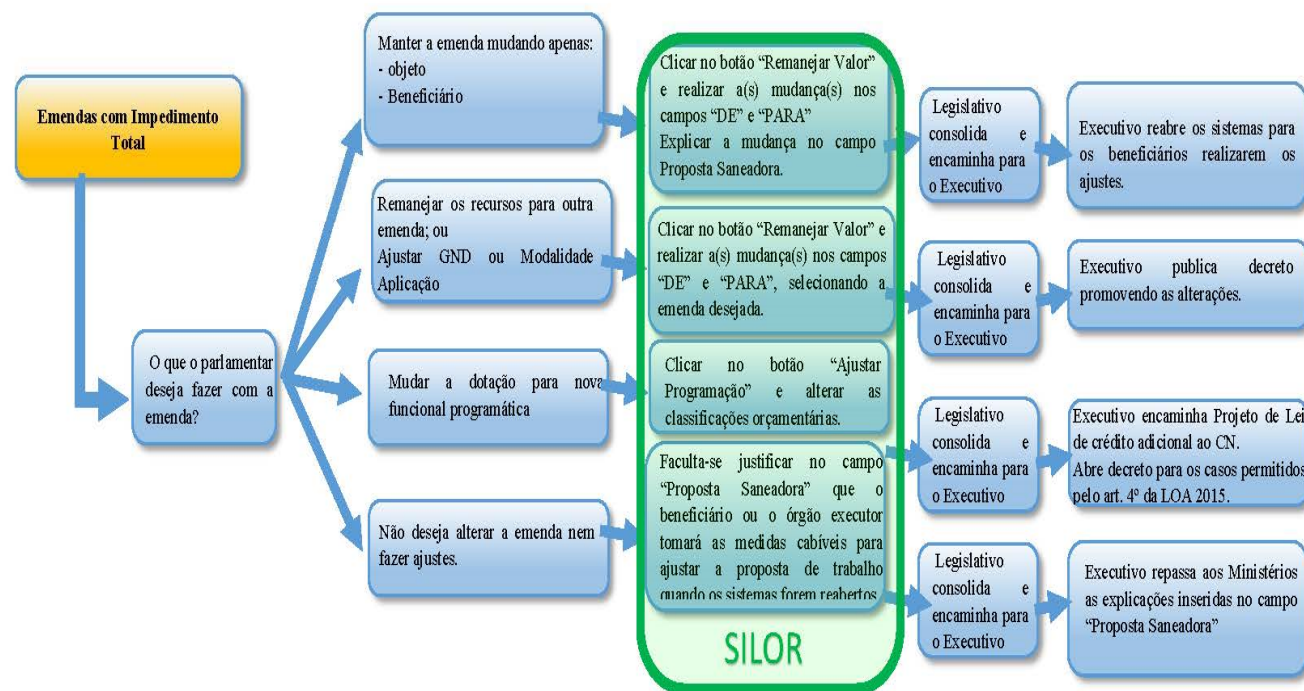 Emendas com Impedimento
Total
O que o parlamentar
deseja fazer com a
emenda?
Manter a emenda mudando apenas:
- objeto
- Beneficiário
Clicar no botão “Remanejar Valor”
e realizar a(s) mudança(s) nos
campos “DE” e “PARA”
Explicar a mudança no campo
Proposta Saneadora.
Legislativo
consolida e
encaminha para
o Executivo
Executivo reabre os sistemas para
os beneficiários realizarem os
ajustes.
Remanejar os recursos para outra
emenda; ou
Ajustar GND ou Modalidade
Aplicação
Clicar no botão “Remanejar Valor” e
realizar a(s) mudança(s) nos campos
“DE” e “PARA”, selecionando a
emenda desejada.
Legislativo
consolida e
encaminha para
o Executivo
Executivo publica decreto
promovendo as alterações.
Mudar a dotação para nova
funcional programática
Clicar no botão “Ajustar
Programação” e alterar as
classificações orçamentárias.
Legislativo
consolida e
encaminha para
o Executivo
Executivo encaminha Projeto de Lei
de crédito adicional ao CN.
Abre decreto para os casos permitidos
pelo art. 4º da LOA 2015.
Não deseja alterar a emenda nem
fazer ajustes.
Faculta-se justificar no campo
“Proposta Saneadora” que o
beneficiário ou o órgão executor
tomará as medidas cabíveis para
ajustar a proposta de trabalho
quando os sistemas forem reabertos
Legislativo
consolida e
encaminha para
o Executivo
Executivo repassa aos Ministérios
as explicações inseridas no campo
“Proposta Saneadora”
SILOR